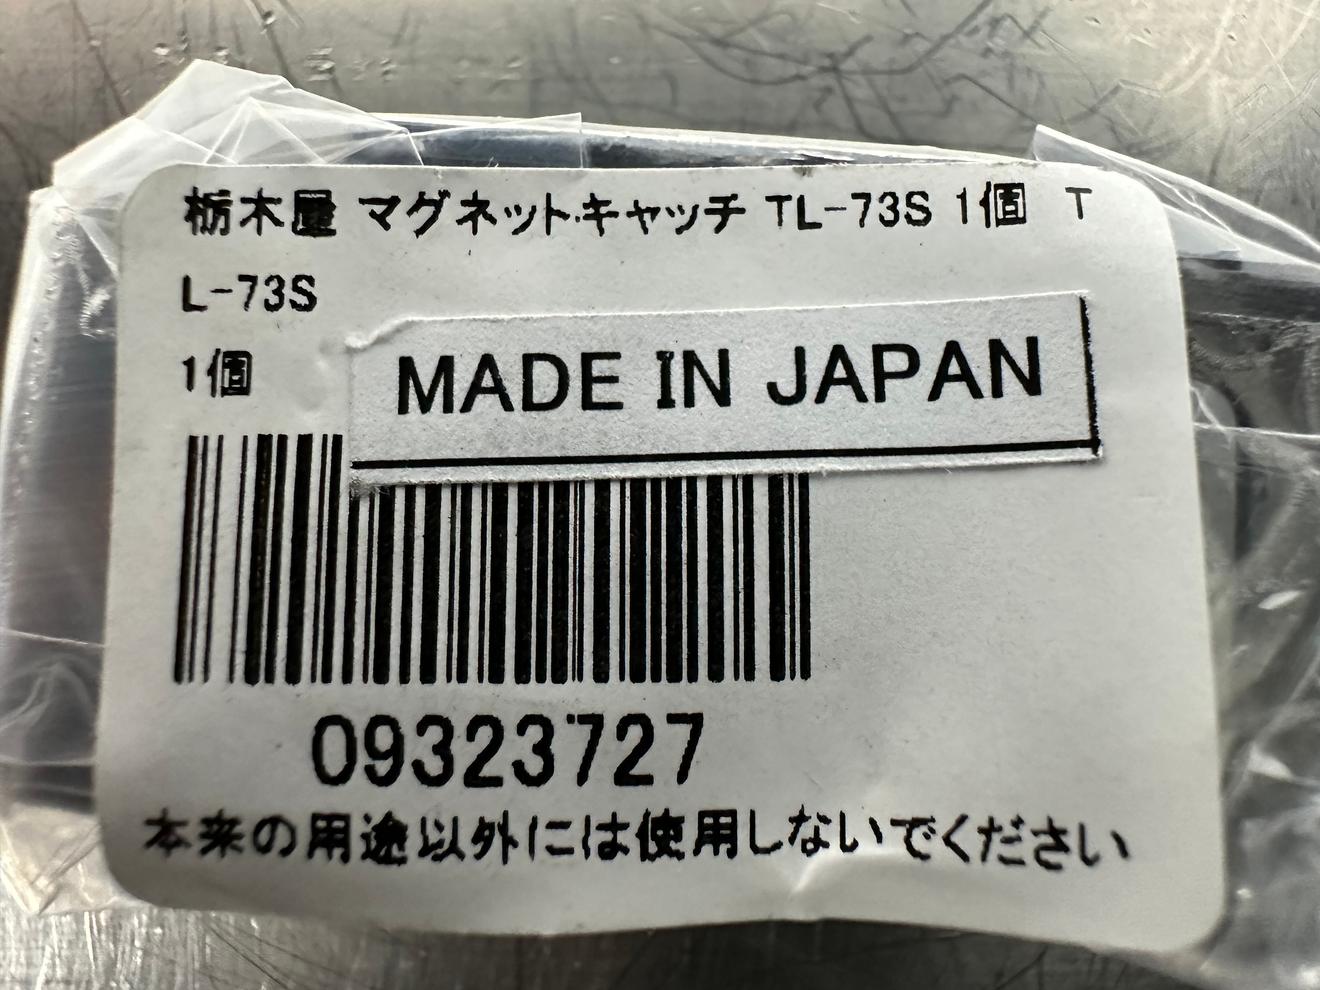 栃木屋 マグネット・キャッチ TL-73S 1個 T
L-73S
1個
MADE IN JAPAN
09323727
本来の用途以外には使用しないでください